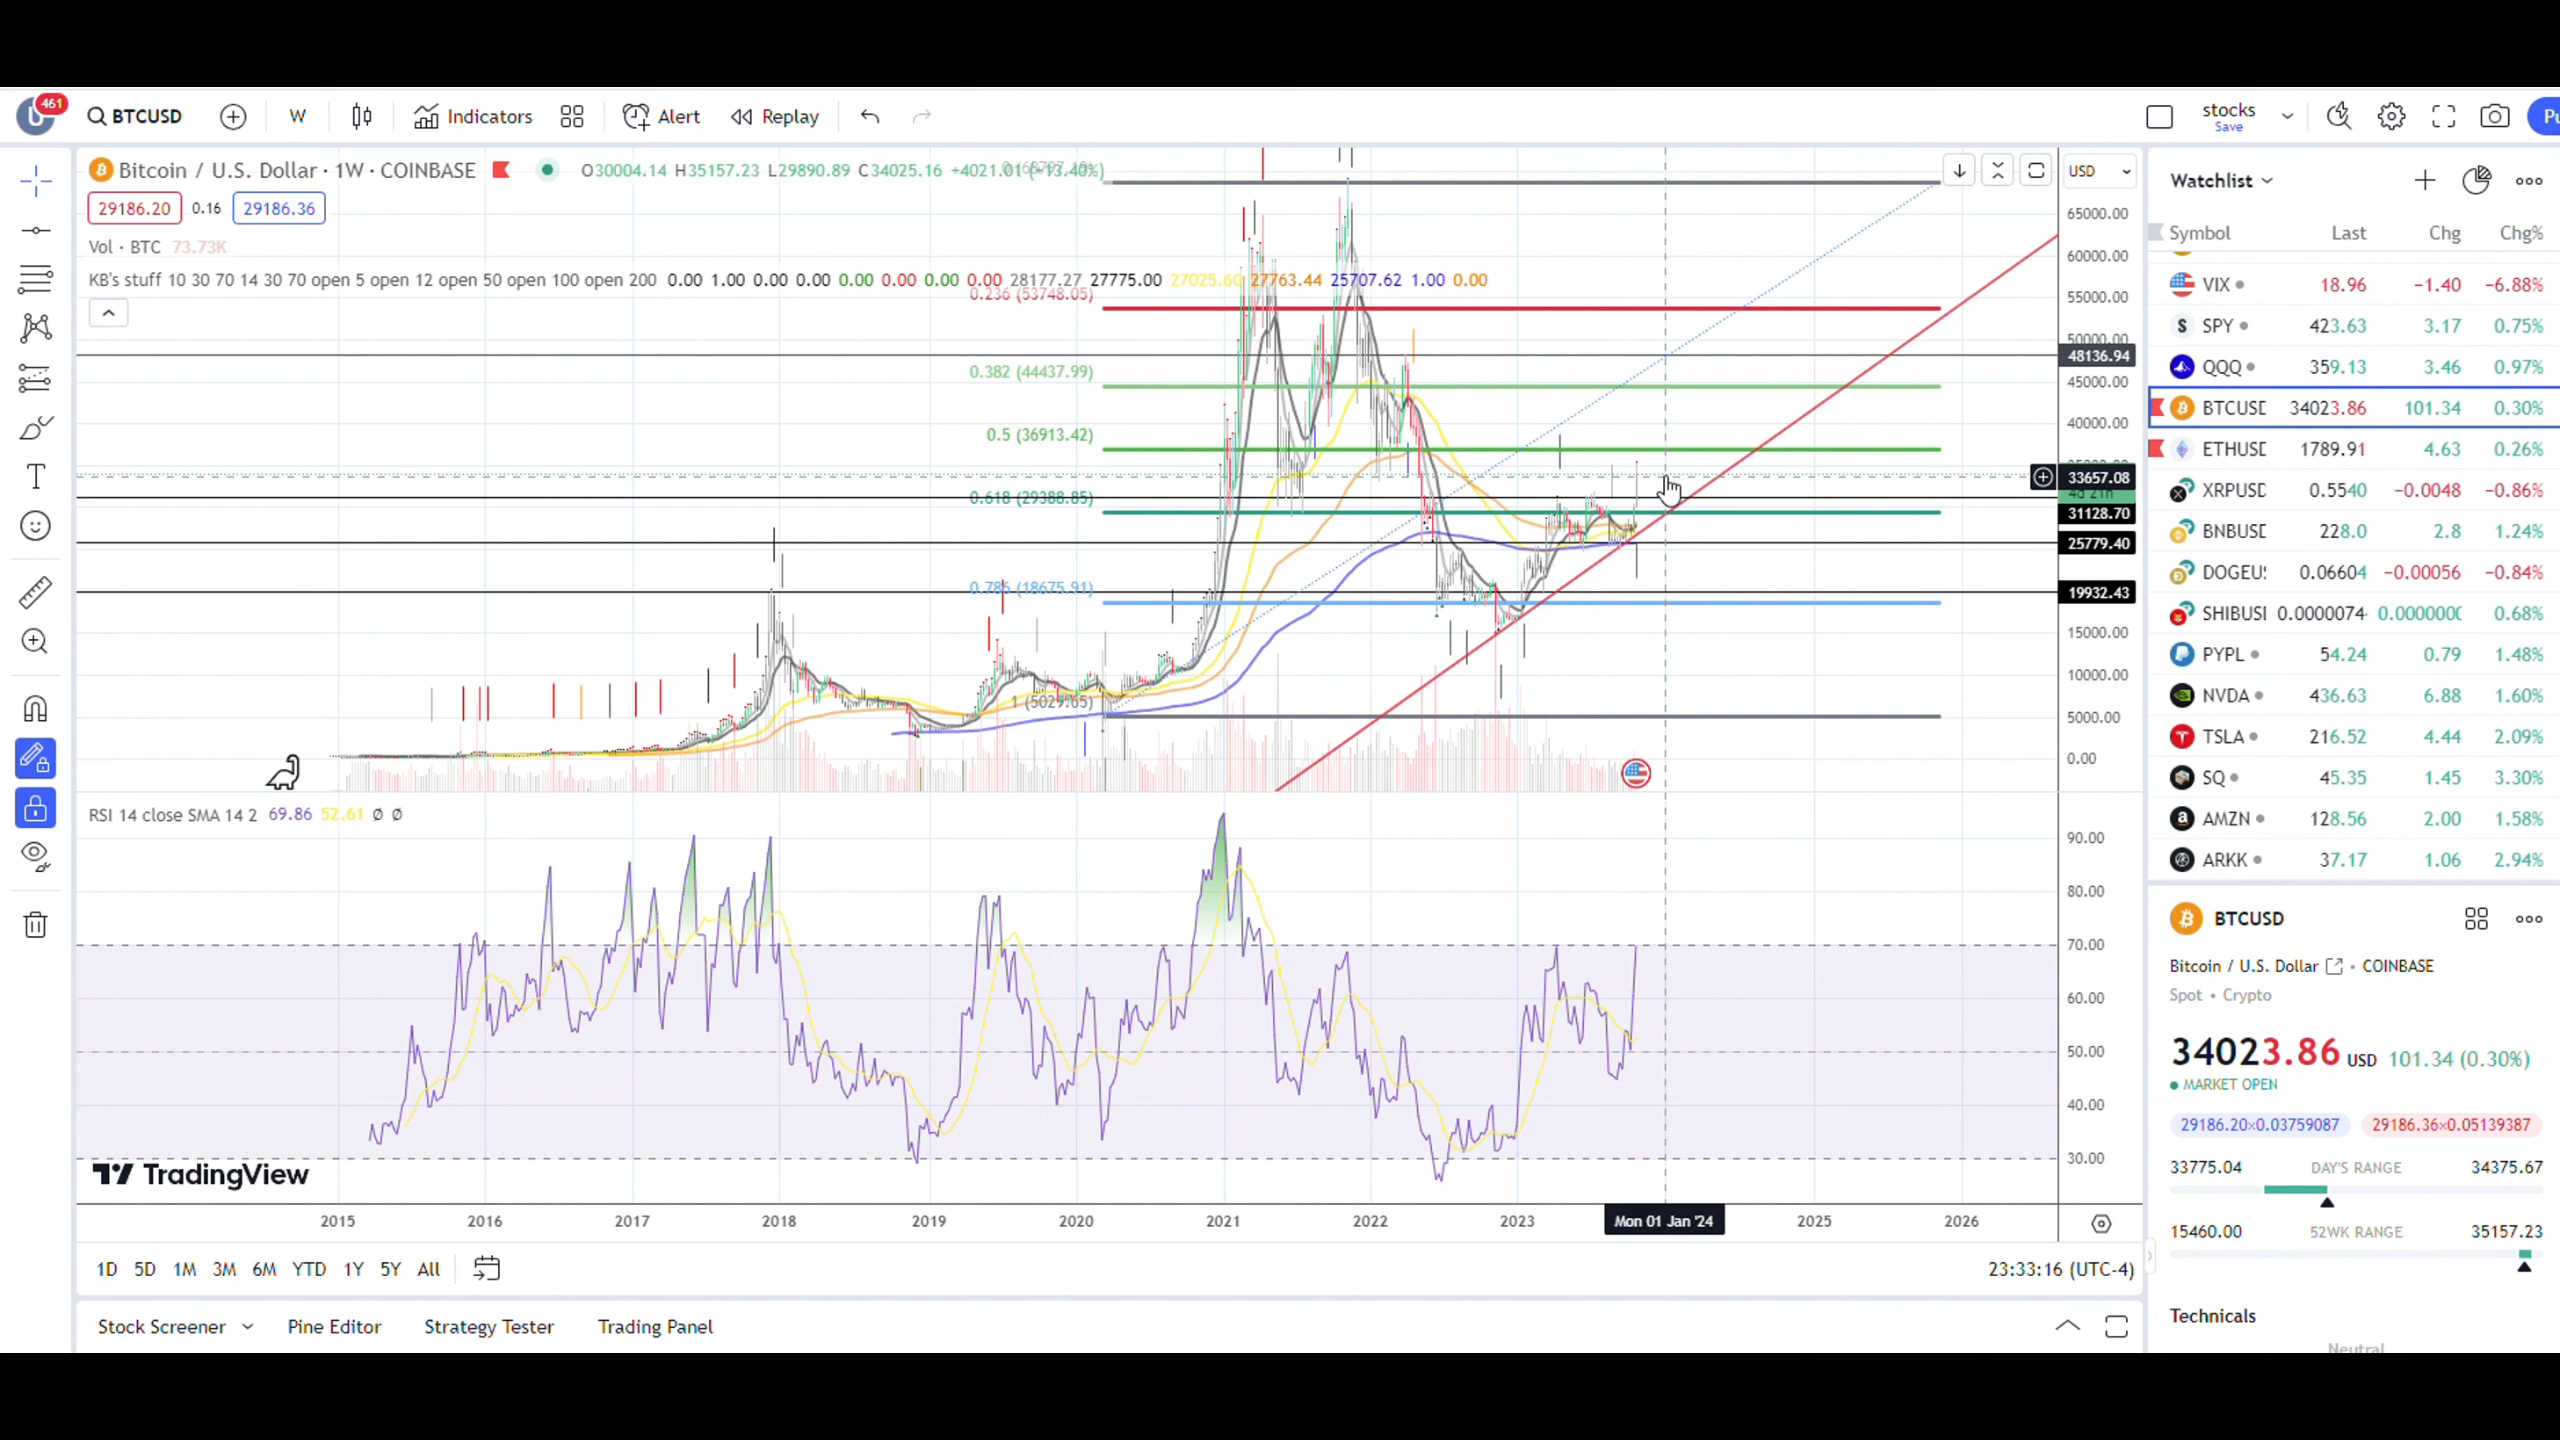 461 BTCUSD W Indicators Alert Replay stocks Save Pu
Bitcoin / U.S. Dollar · 1W · COINBASE O30004.14 H35157.23 L29890.89 C34025.16 +4021.01 (+13.40%)
29186.20 0.16 29186.36
Vol · BTC 73.73K
KB's stuff 10 30 70 14 30 70 open 5 open 12 open 50 open 100 open 200 0.00 1.00 0.00 0.00 0.00 0.00 0.00 0.00 28177.27 27775.00 27025.60 27763.44 25707.62 1.00 0.00
0.236 (53748.05)
0.382 (44437.99)
0.5 (36913.42)
0.618 (29388.85)
0.786 (18675.91)
1 (5029.65)
USD
65000.00
60000.00
55000.00
50000.00
48136.94
45000.00
40000.00
33657.08
4d 21h
31128.70
25779.40
19932.43
15000.00
10000.00
5000.00
0.00
RSI 14 close SMA 14 2 69.86 52.61 Ø Ø
90.00
80.00
70.00
60.00
50.00
40.00
30.00
TradingView
2015 2016 2017 2018 2019 2020 2021 2022 2023 Mon 01 Jan '24 2025 2026
1D 5D 1M 3M 6M YTD 1Y 5Y All 23:33:16 (UTC-4)
Stock Screener Pine Editor Strategy Tester Trading Panel
Watchlist
Symbol Last Chg Chg%
VIX 18.96 −1.40 −6.88%
SPY 423.63 3.17 0.75%
QQQ 359.13 3.46 0.97%
BTCUSD 34023.86 101.34 0.30%
ETHUSD 1789.91 4.63 0.26%
XRPUSD 0.5540 −0.0048 −0.86%
BNBUSD 228.0 2.8 1.24%
DOGEU 0.06604 −0.00056 −0.84%
SHIBUS 0.0000074 0.0000000 0.68%
PYPL 54.24 0.79 1.48%
NVDA 436.63 6.88 1.60%
TSLA 216.52 4.44 2.09%
SQ 45.35 1.45 3.30%
AMZN 128.56 2.00 1.58%
ARKK 37.17 1.06 2.94%
BTCUSD
Bitcoin / U.S. Dollar • COINBASE
Spot • Crypto
34023.86 USD 101.34 (0.30%)
MARKET OPEN
29186.20×0.03759087 29186.36×0.05139387
33775.04 DAY'S RANGE 34375.67
15460.00 52WK RANGE 35157.23
Technicals
Neutral